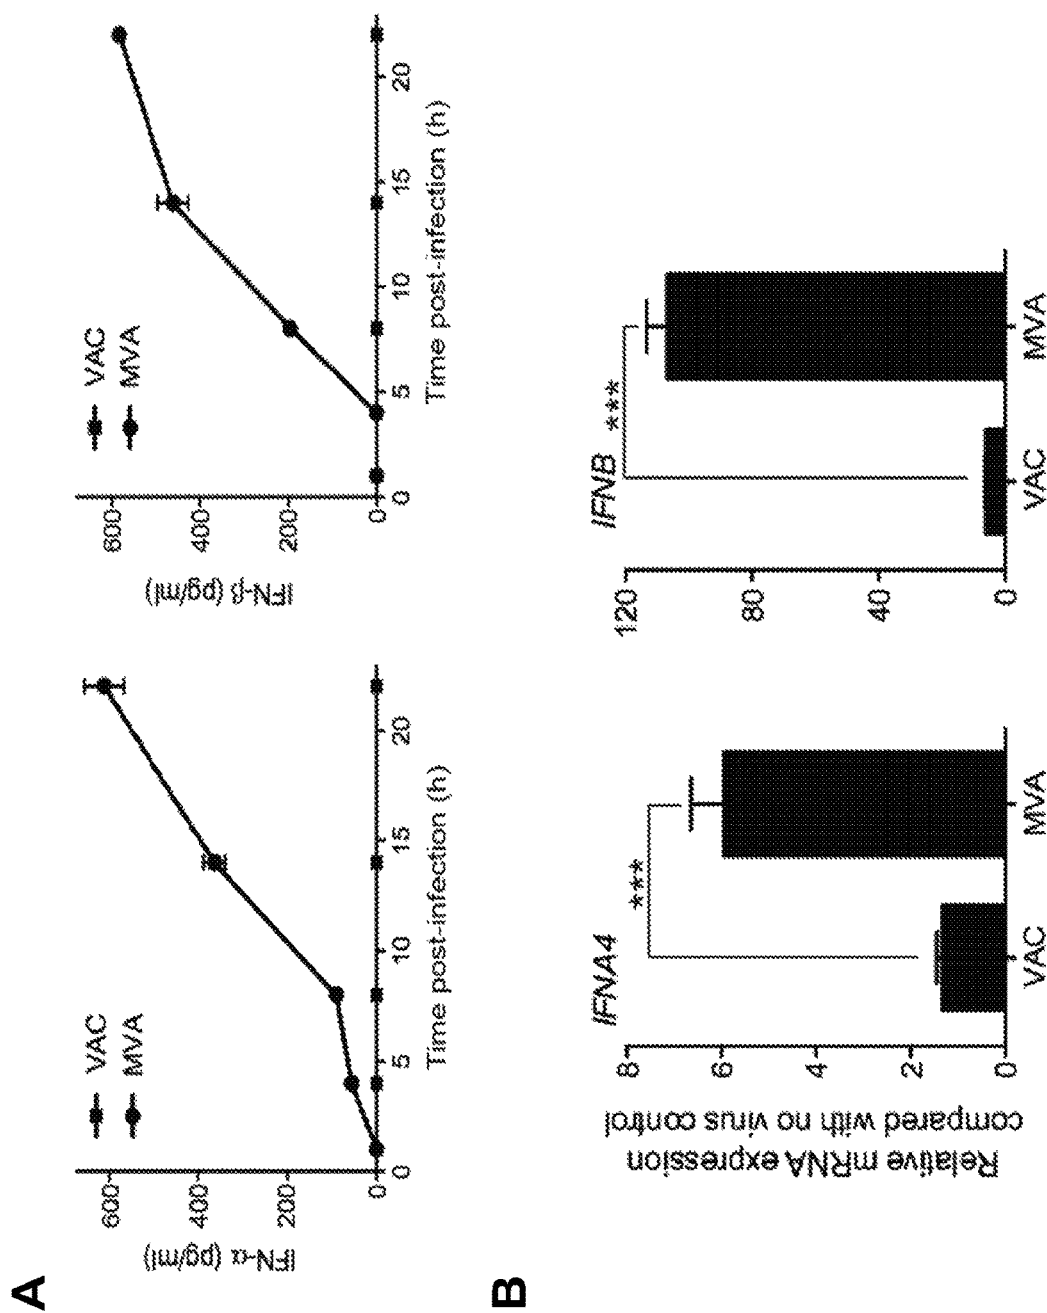 A
IFN-α (pg/ml)
600
400
200
0
VAC
MVA
0
5
10
15
20
Time post-infection (h)
IFN-β (pg/ml)
600
400
200
0
VAC
MVA
0
5
10
15
20
Time post-infection (h)
B
Relative mRNA expression
compared with no virus control
IFNA4
8
6
4
2
0
***
VAC
MVA
IFNB
120
80
40
0
***
VAC
MVA